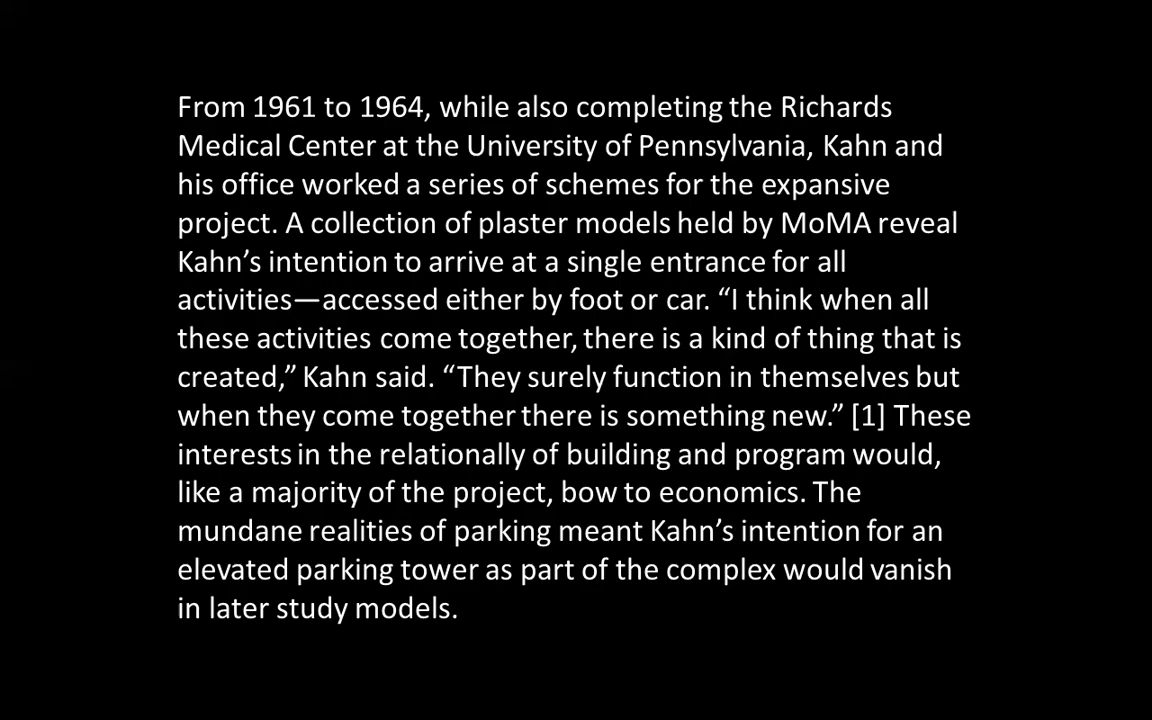 From 1961 to 1964, while also completing the Richards
Medical Center at the University of Pennsylvania, Kahn and
his office worked a series of schemes for the expansive
project. A collection of plaster models held by MoMA reveal
Kahn’s intention to arrive at a single entrance for all
activities—accessed either by foot or car. “I think when all
these activities come together, there is a kind of thing that is
created,” Kahn said. “They surely function in themselves but
when they come together there is something new.” [1] These
interests in the relationally of building and program would,
like a majority of the project, bow to economics. The
mundane realities of parking meant Kahn’s intention for an
elevated parking tower as part of the complex would vanish
in later study models.